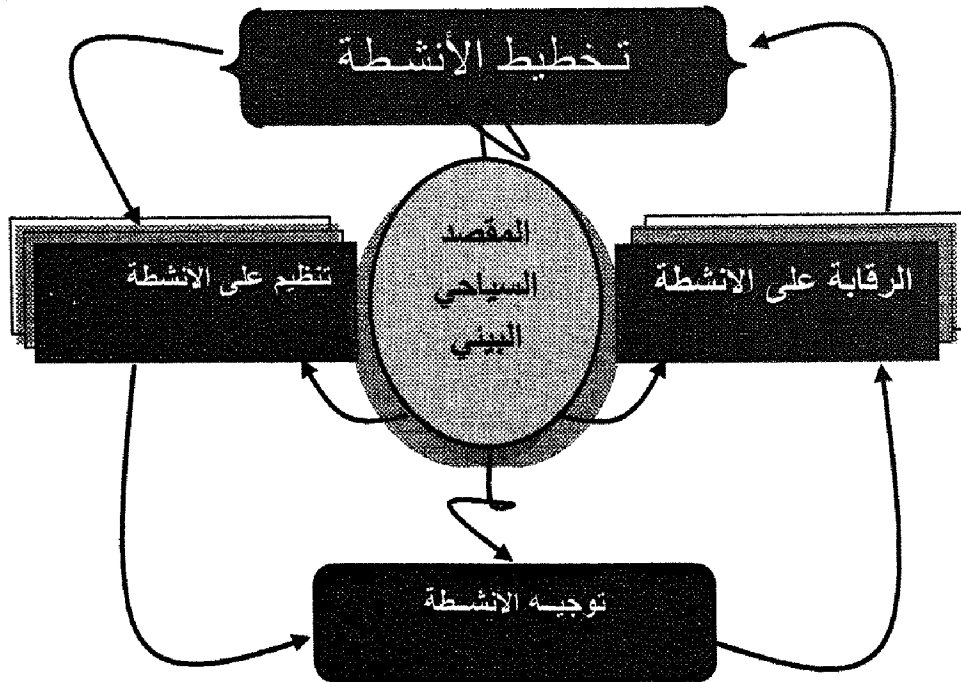 تخطيط الأنشطة
المقصد
السياحي
البيئي
الرقابة على الانشطة
تنظيم على الانشطة
توجيه الانشطة